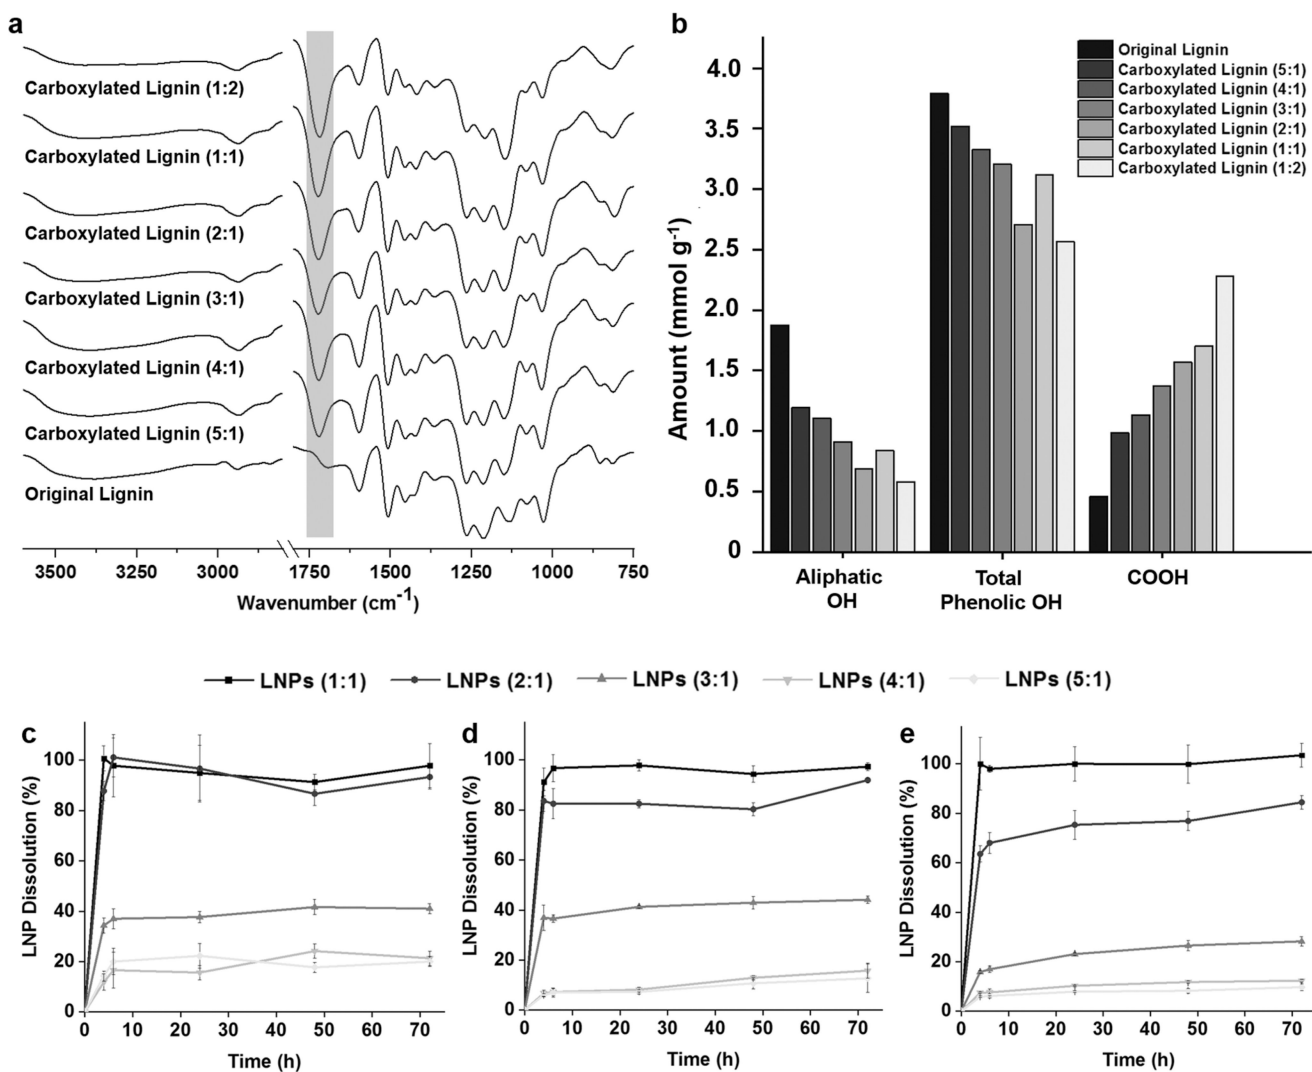 a
Carboxylated Lignin (1:2)
Carboxylated Lignin (1:1)
Carboxylated Lignin (2:1)
Carboxylated Lignin (3:1)
Carboxylated Lignin (4:1)
Carboxylated Lignin (5:1)
Original Lignin
3500 3250 3000 1750 1500 1250 1000 750
Wavenumber (cm-1)
b
Original Lignin
Carboxylated Lignin (5:1)
Carboxylated Lignin (4:1)
Carboxylated Lignin (3:1)
Carboxylated Lignin (2:1)
Carboxylated Lignin (1:1)
Carboxylated Lignin (1:2)
4.0
3.5
3.0
2.5
2.0
1.5
1.0
0.5
0
Amount (mmol g-1)
Aliphatic
OH
Total
Phenolic OH
COOH
LNPs (1:1) LNPs (2:1) LNPs (3:1) LNPs (4:1) LNPs (5:1)
c
100
80
60
40
20
0
LNP Dissolution (%)
0 10 20 30 40 50 60 70
Time (h)
d
100
80
60
40
20
0
LNP Dissolution (%)
0 10 20 30 40 50 60 70
Time (h)
e
100
80
60
40
20
0
LNP Dissolution (%)
0 10 20 30 40 50 60 70
Time (h)